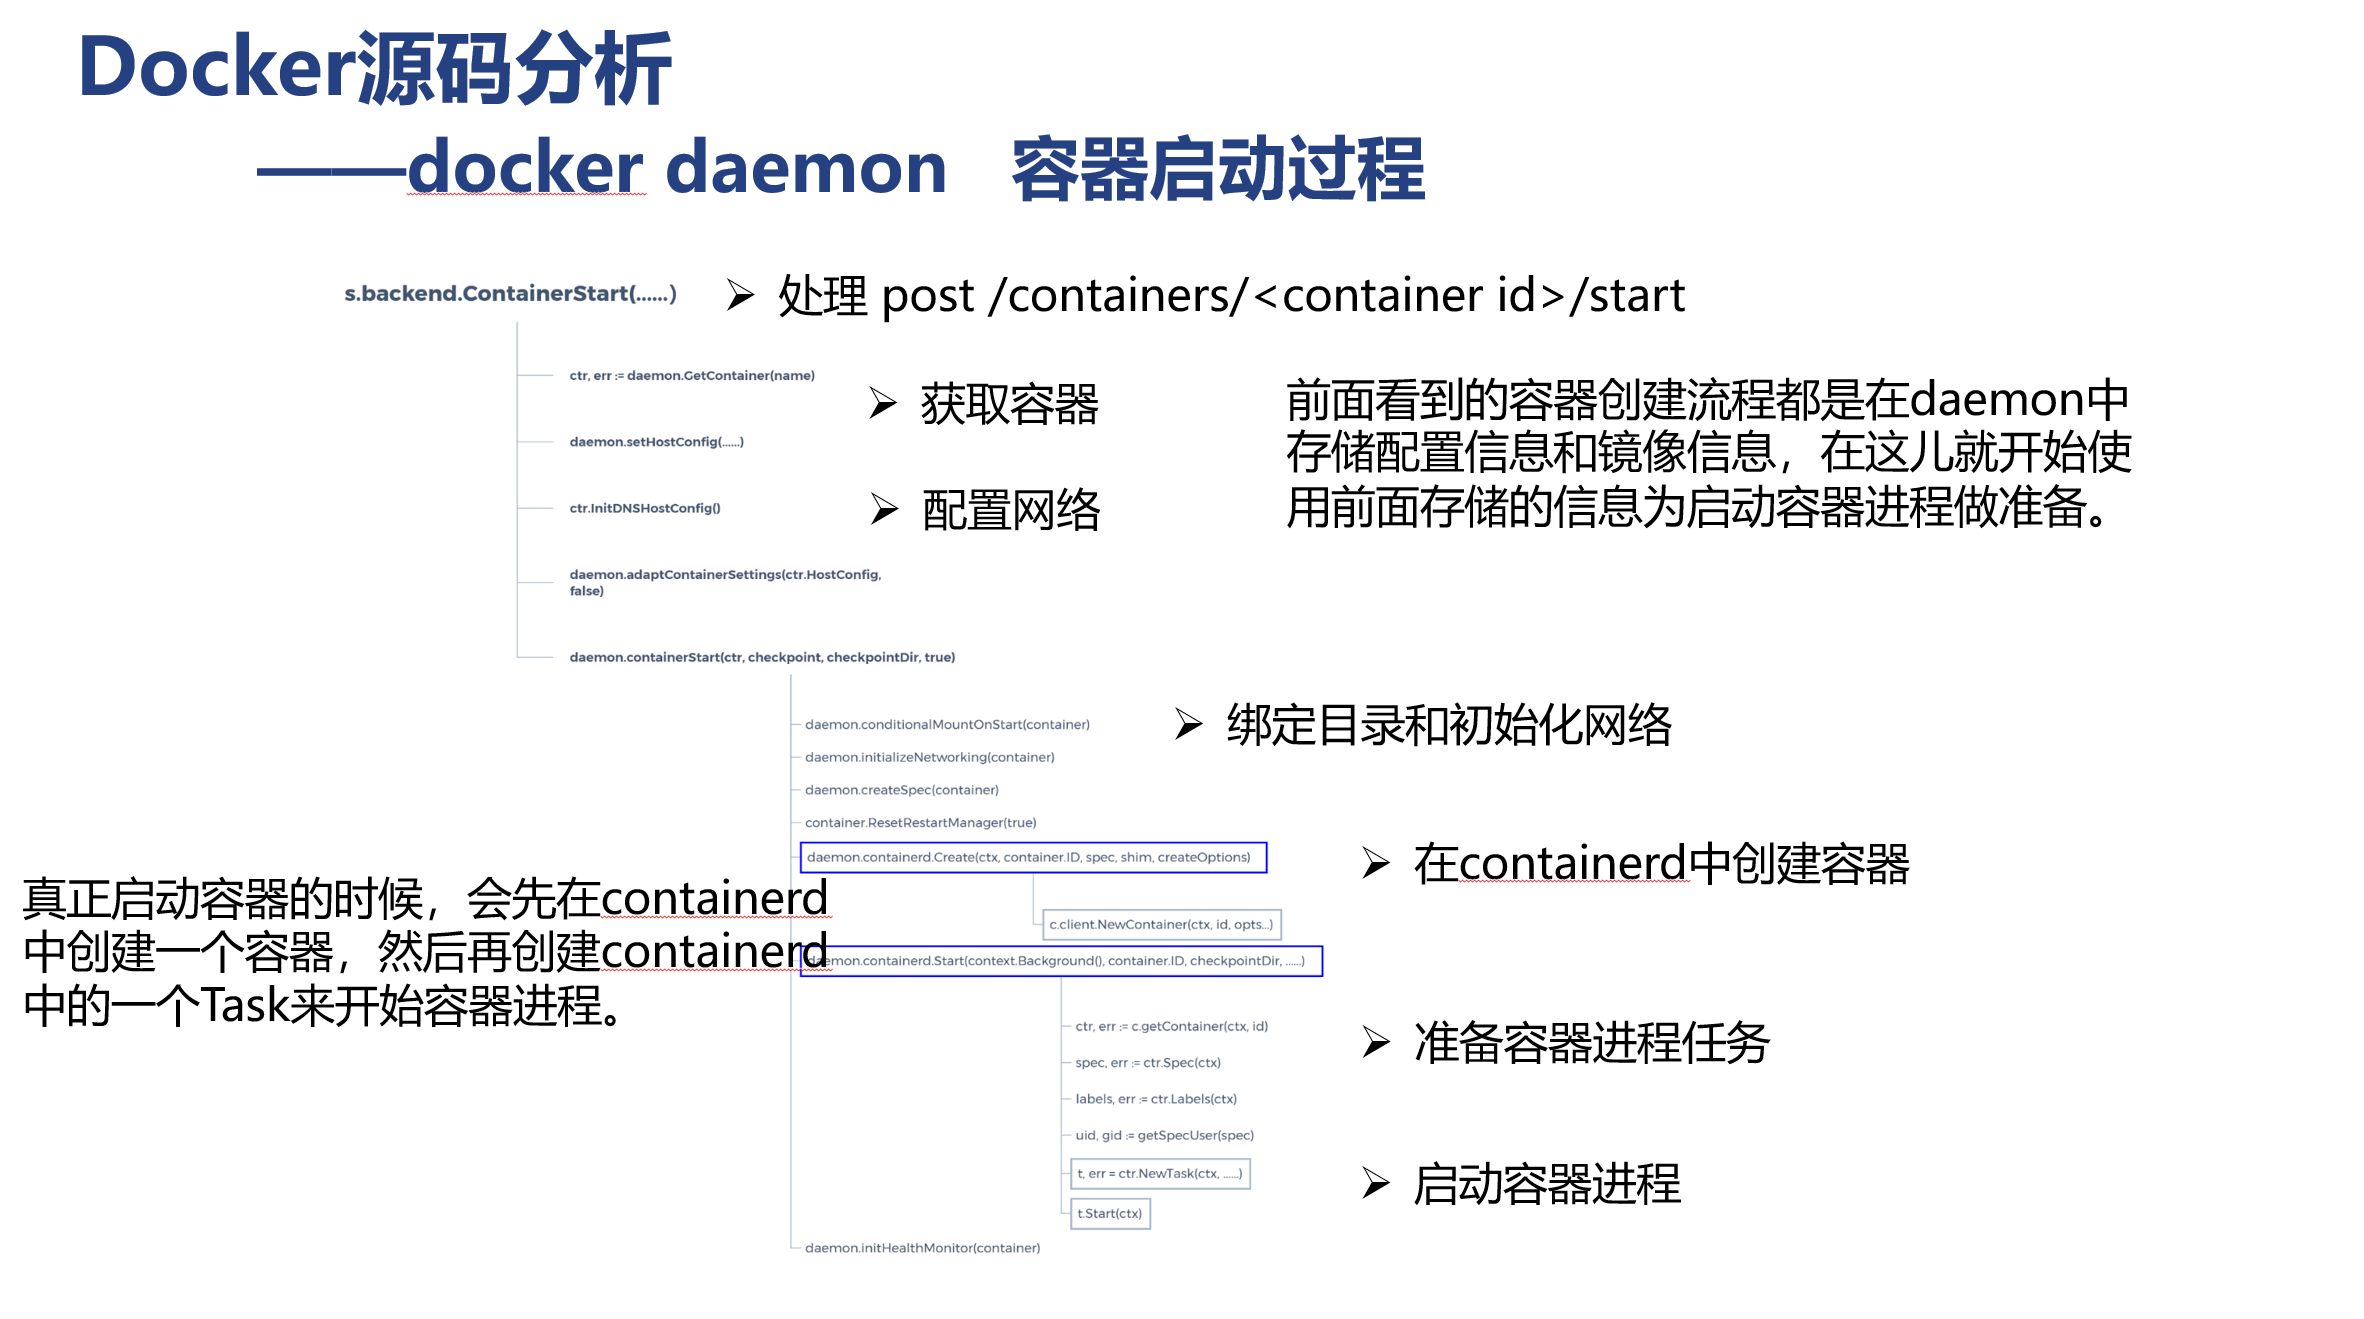 Docker源码分析
——docker daemon 容器启动过程
s.backend.ContainerStart(......)
➢ 处理 post /containers/<container id>/start
ctr, err := daemon.GetContainer(name)
➢ 获取容器
daemon.setHostConfig(......)
ctr.InitDNSHostConfig()
➢ 配置网络
前面看到的容器创建流程都是在daemon中
存储配置信息和镜像信息，在这儿就开始使
用前面存储的信息为启动容器进程做准备。
daemon.adaptContainerSettings(ctr.HostConfig,
false)
daemon.containerStart(ctr, checkpoint, checkpointDir, true)
daemon.conditionalMountOnStart(container)
➢ 绑定目录和初始化网络
daemon.initializeNetworking(container)
daemon.createSpec(container)
container.ResetRestartManager(true)
daemon.containerd.Create(ctx, container.ID, spec, shim, createOptions)
➢ 在containerd中创建容器
c.client.NewContainer(ctx, id, opts...)
真正启动容器的时候，会先在containerd
中创建一个容器，然后再创建containerd
中的一个Task来开始容器进程。
daemon.containerd.Start(context.Background(), container.ID, checkpointDir, ......)
ctr, err := c.getContainer(ctx, id)
➢ 准备容器进程任务
spec, err := ctr.Spec(ctx)
labels, err := ctr.Labels(ctx)
uid, gid := getSpecUser(spec)
t, err = ctr.NewTask(ctx, ......)
➢ 启动容器进程
t.Start(ctx)
daemon.initHealthMonitor(container)